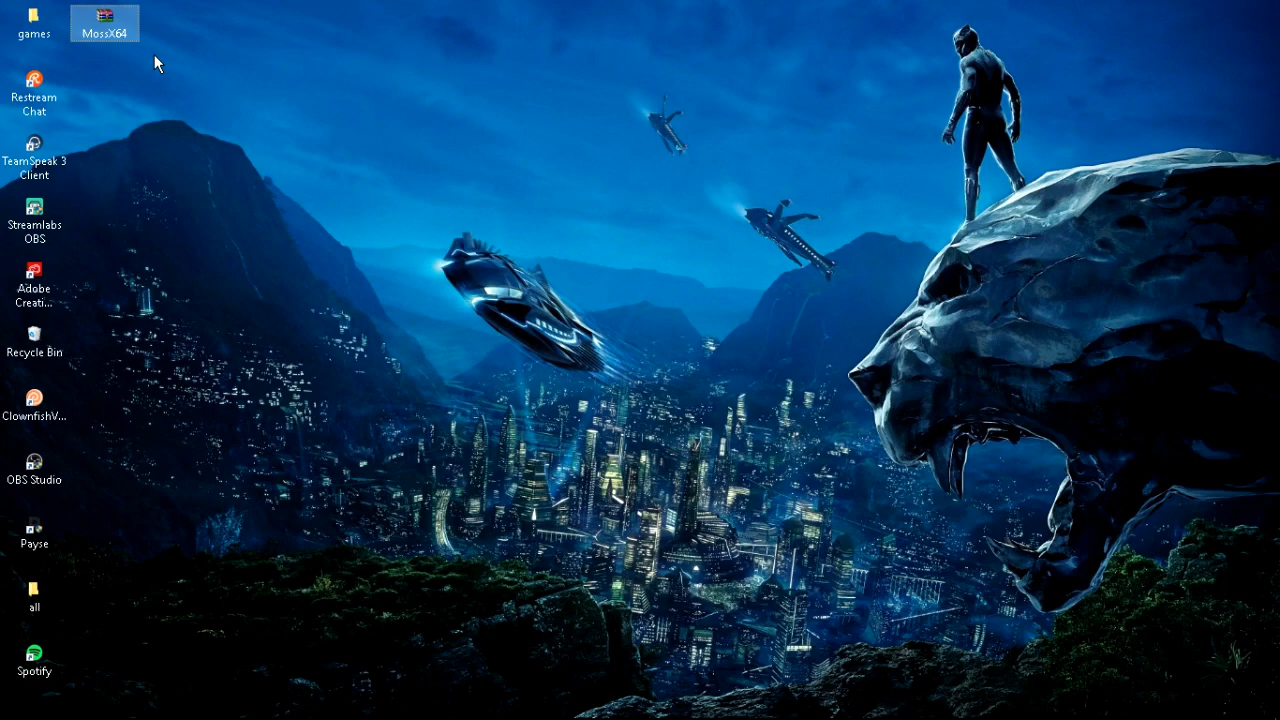 games
MossX64
Restream
Chat
TeamSpeak 3
Client
Streamlabs
OBS
Adobe
Creati...
Recycle Bin
ClownfishV...
OBS Studio
Payse
all
Spotify